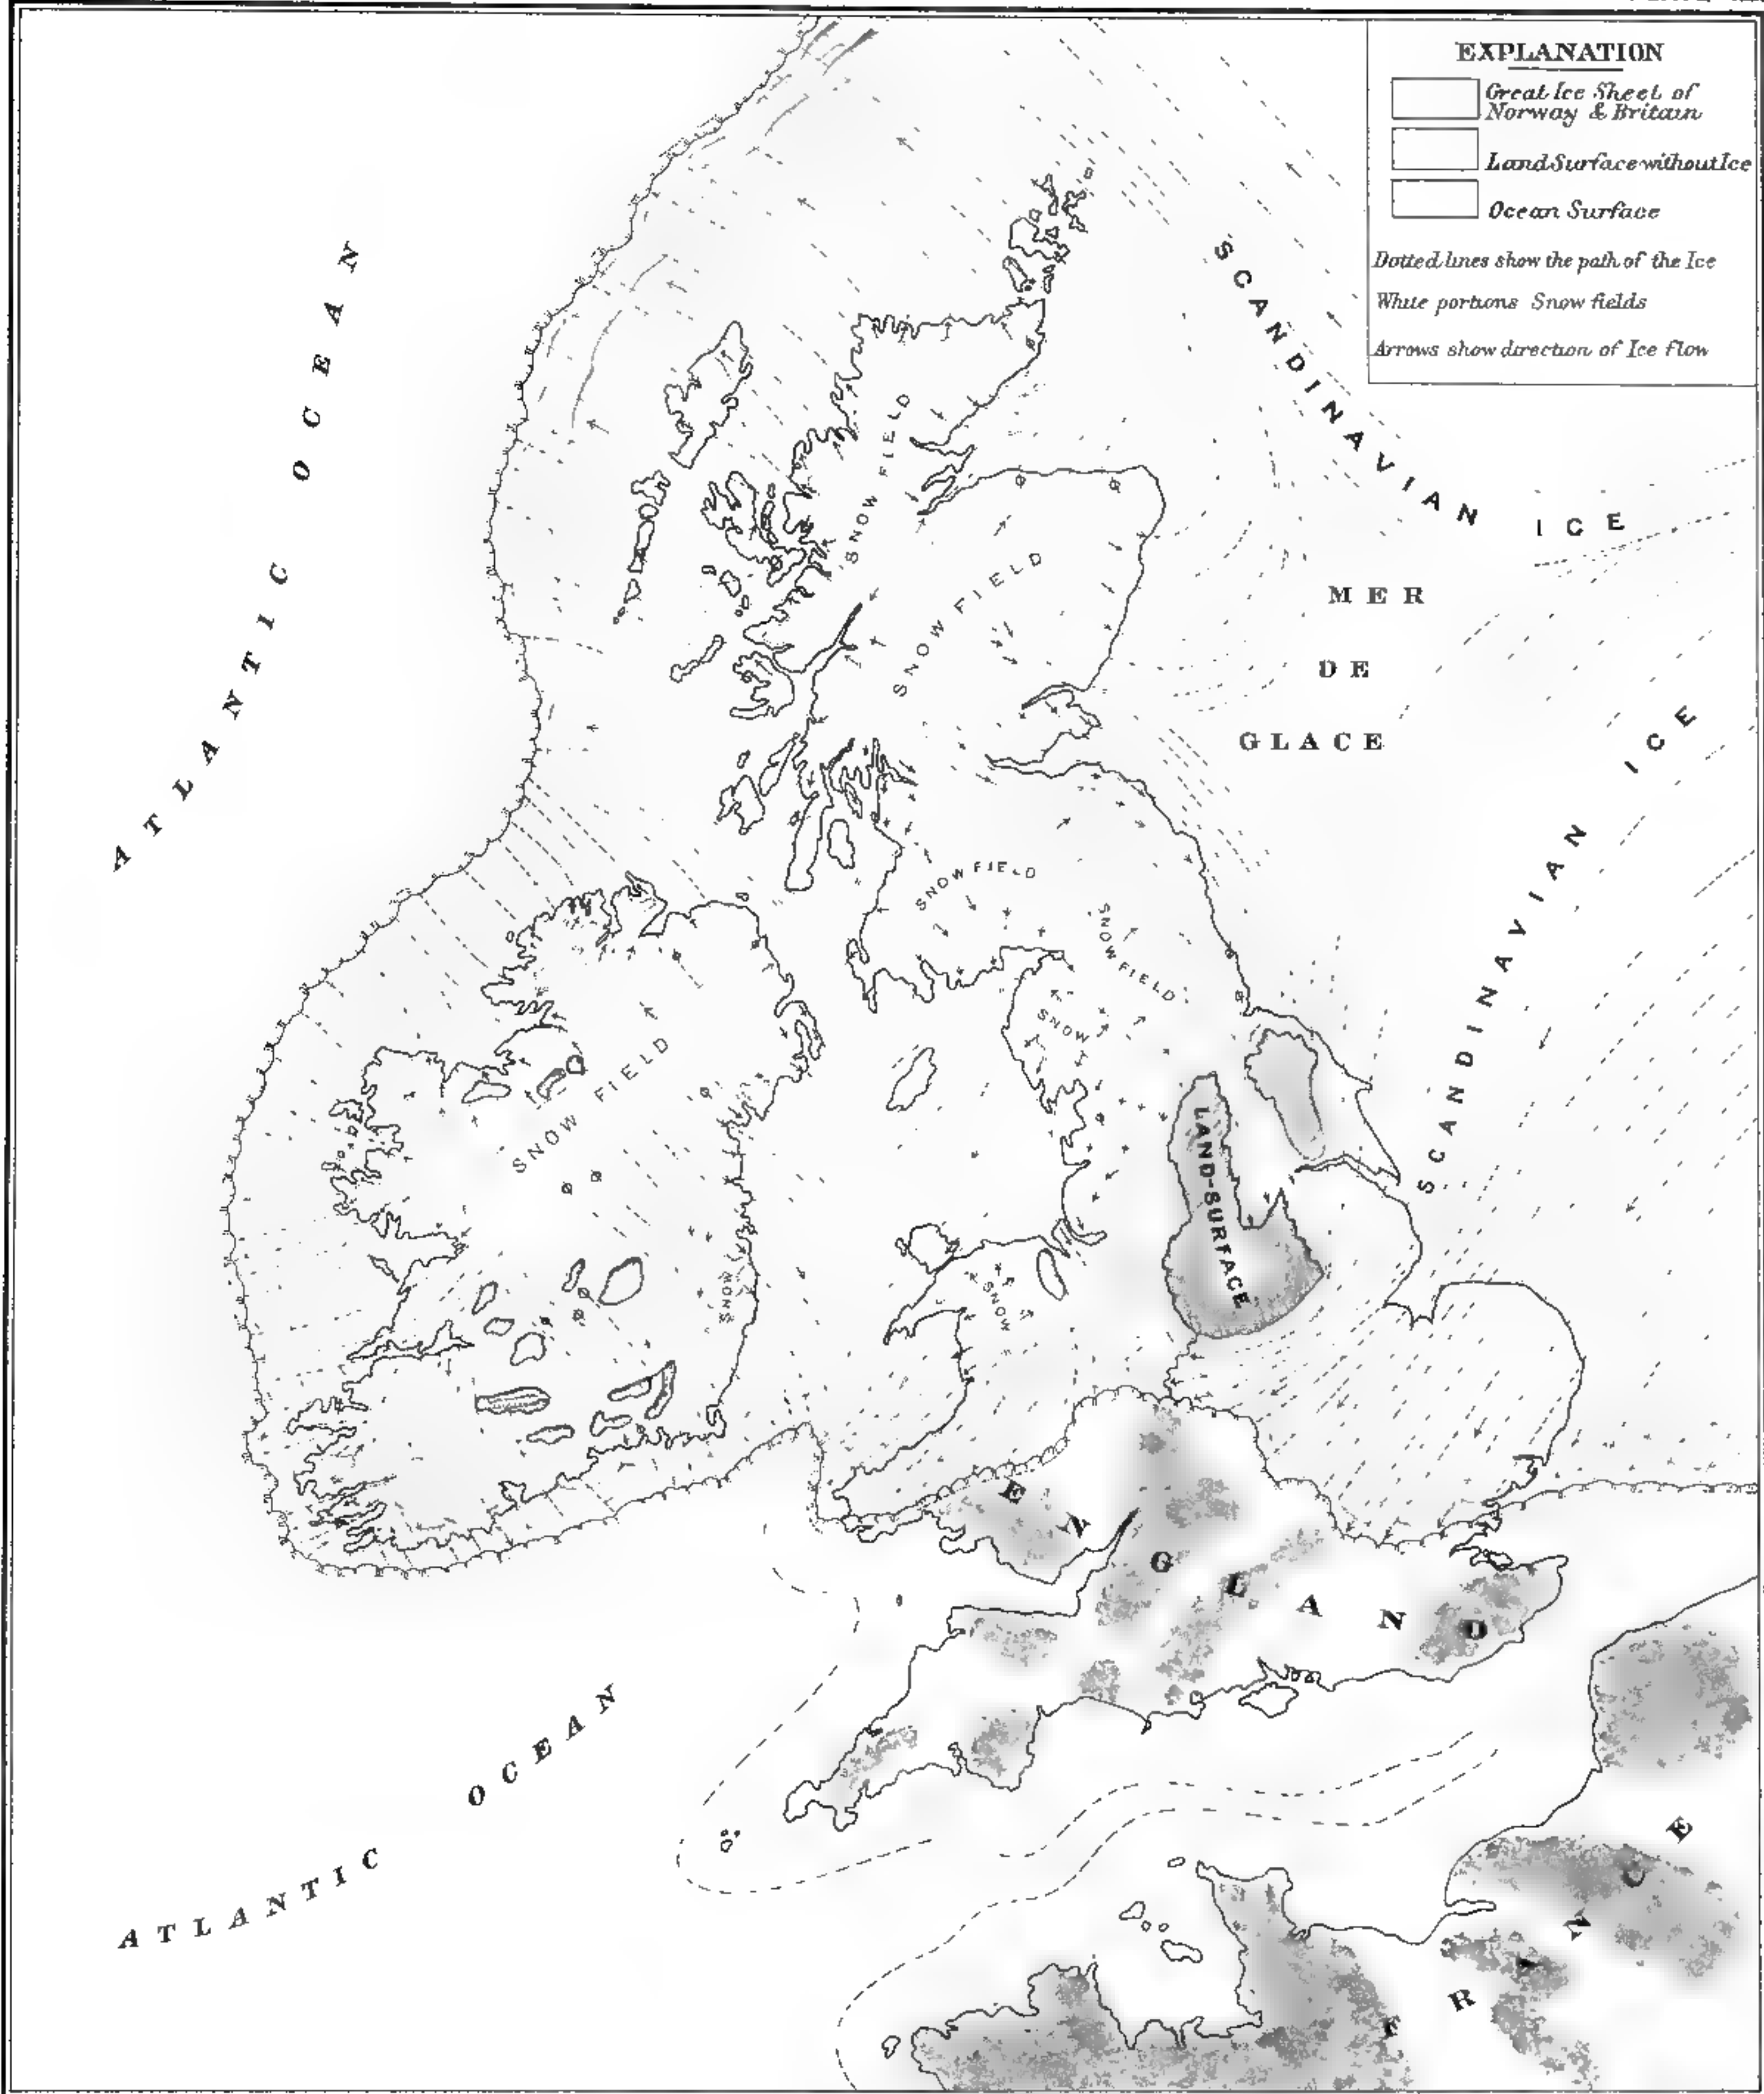 EXPLANATION
Great Ice Sheet of
Norway & Britain
Land Surface without Ice
Ocean Surface
Dotted lines show the path of the Ice
White portions Snow fields
Arrows show direction of Ice flow
ATLANTIC OCEAN
SCANDINAVIAN ICE
SNOW FIELD
SNOW FIELD
MER
DE
GLACE
SCANDINAVIAN ICE
SNOW FIELD
SNOW FIELD
SNOW
SNOW FIELD
LAND-SURFACE
SNOW
SNOW
ENGLAND
ATLANTIC OCEAN
FRANCE